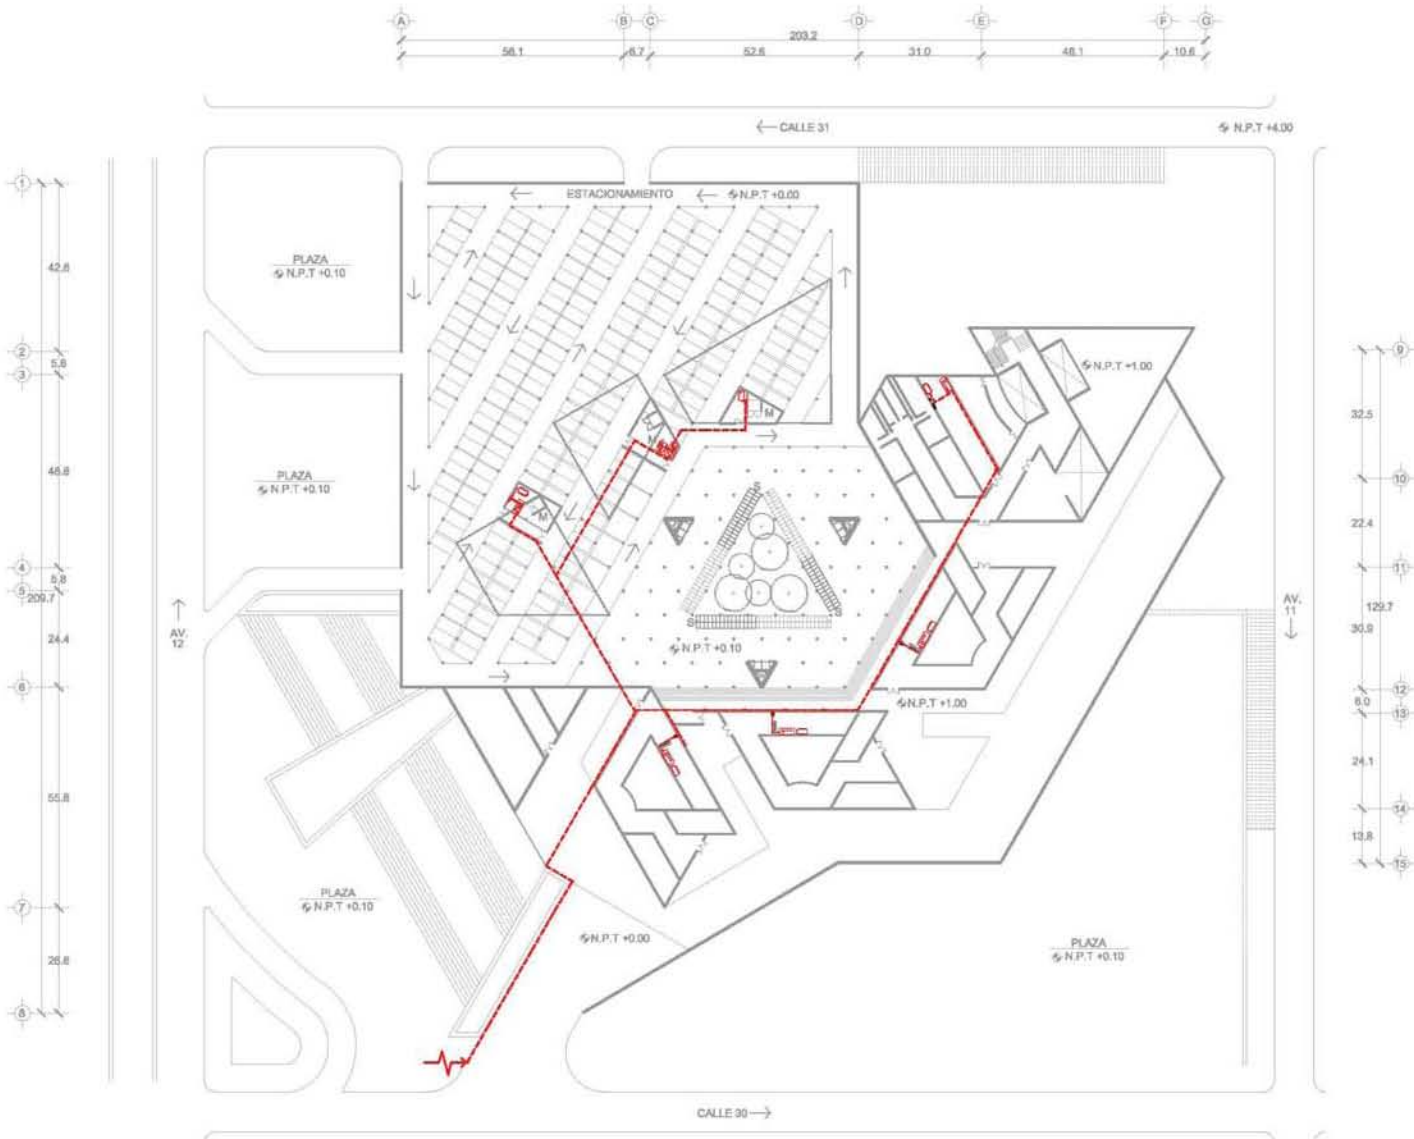 A B C D E F G
203.2
56.1 6.7 52.6 31.0 46.1 10.6
← CALLE 31
N.P.T +4.00
1
ESTACIONAMIENTO
N.P.T +0.00
PLAZA
N.P.T +0.10
42.6
N.P.T +1.00
9
2
5.8
3
32.5
M
M
PLAZA
N.P.T +0.10
46.8
10
S
M
22.4
4
5.8
5
209.7
11
AV.
12
AV.
11
129.7
30.9
S
S
24.4
N.P.T +0.10
6
12
N.P.T +1.00
6.0
13
24.1
55.8
14
13.8
15
PLAZA
N.P.T +0.10
7
N.P.T +0.00
PLAZA
N.P.T +0.10
26.8
8
CALLE 30 →